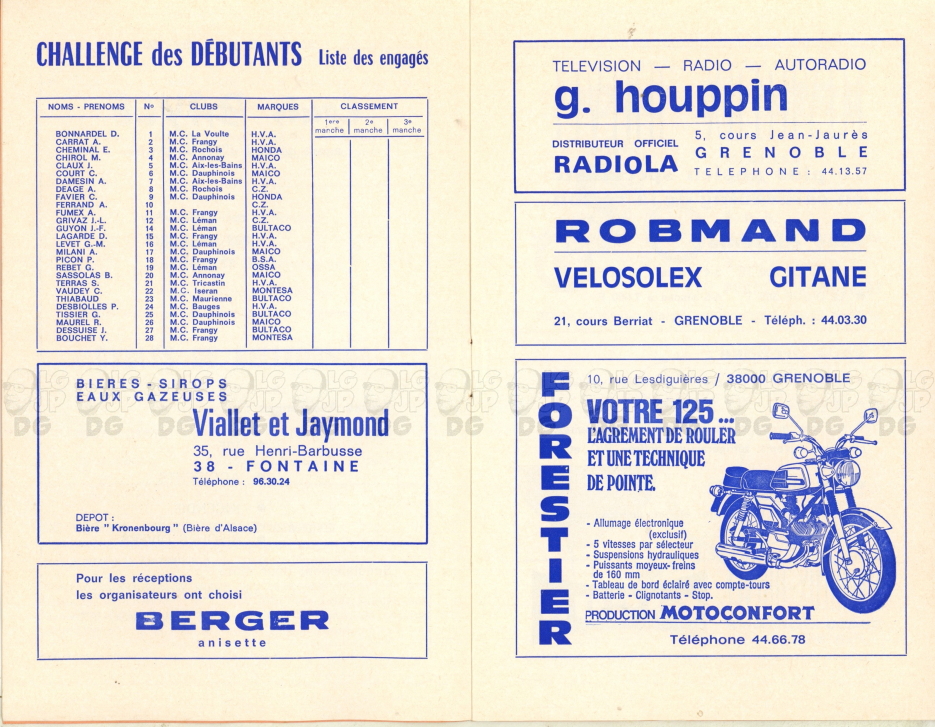 CHALLENGE des DÉBUTANTS Liste des engagés
NOMS - PRENOMS N° CLUBS MARQUES CLASSEMENT
1ere manche 2e manche 3e manche
BONNARDEL D. 1 M.C. La Voulte H.V.A.
CARRAT A. 2 M.C. Frangy H.V.A.
CHEMINAL E. 3 M.C. Rochois HONDA
CHIROL M. 4 M.C. Annonay MAICO
CLAUX J. 5 M.C. Aix-les-Bains H.V.A.
COURT C. 6 M.C. Dauphinois MAICO
DAMESIN A. 7 M.C. Aix-les-Bains H.V.A.
DEAGE A. 8 M.C. Rochois C.Z.
FAVIER C. 9 M.C. Dauphinois HONDA
FERRAND A. 10 C.Z.
FUMEX A. 11 M.C. Frangy H.V.A.
GRIVAZ J.-L. 12 M.C. Léman C.Z.
GUYON J.-F. 14 M.C. Léman BULTACO
LAGARDE D. 15 M.C. Frangy H.V.A.
LEVET G.-M. 16 M.C. Léman H.V.A.
MILANI A. 17 M.C. Dauphinois MAICO
PICON P. 18 M.C. Frangy B.S.A.
REBET G. 19 M.C. Léman OSSA
SASSOLAS B. 20 M.C. Annonay MAICO
TERRAS S. 21 M.C. Tricastin H.V.A.
VAUDEY C. 22 M.C. Iseran MONTESA
THIABAUD 23 M.C. Maurienne BULTACO
DESBIOLLES P. 24 M.C. Bauges H.V.A.
TISSIER G. 25 M.C. Dauphinois BULTACO
MAUREL R. 26 M.C. Dauphinois MAICO
DESSUISE J. 27 M.C. Frangy BULTACO
BOUCHET Y. 28 M.C. Frangy MONTESA
BIERES - SIROPS
EAUX GAZEUSES
Viallet et Jaymond
35, rue Henri-Barbusse
38 - FONTAINE
Téléphone : 96.30.24
DEPOT :
Bière " Kronenbourg " (Bière d'Alsace)
Pour les réceptions
les organisateurs ont choisi
BERGER
anisette
TELEVISION — RADIO — AUTORADIO
g. houppin
DISTRIBUTEUR OFFICIEL
RADIOLA
5, cours Jean-Jaurès
GRENOBLE
TELEPHONE : 44.13.57
ROBMAND
VELOSOLEX GITANE
21, cours Berriat - GRENOBLE - Téléph. : 44.03.30
FORESTIER
10, rue Lesdiguières / 38000 GRENOBLE
VOTRE 125...
L'AGREMENT DE ROULER
ET UNE TECHNIQUE
DE POINTE.
- Allumage électronique
(exclusif)
- 5 vitesses par sélecteur
- Suspensions hydrauliques
- Puissants moyeux-freins
de 160 mm
- Tableau de bord éclairé avec compte-tours
- Batterie - Clignotants - Stop.
PRODUCTION MOTOCONFORT
Téléphone 44.66.78